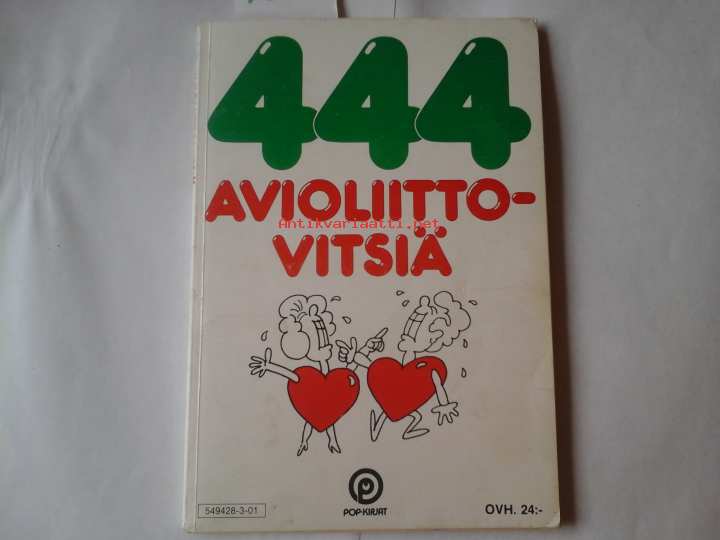 444
AVIOLIITTO-
Antikvariaatti.net
VITSIÄ
POP-KIRJAT
549428-3-01
OVH. 24:-